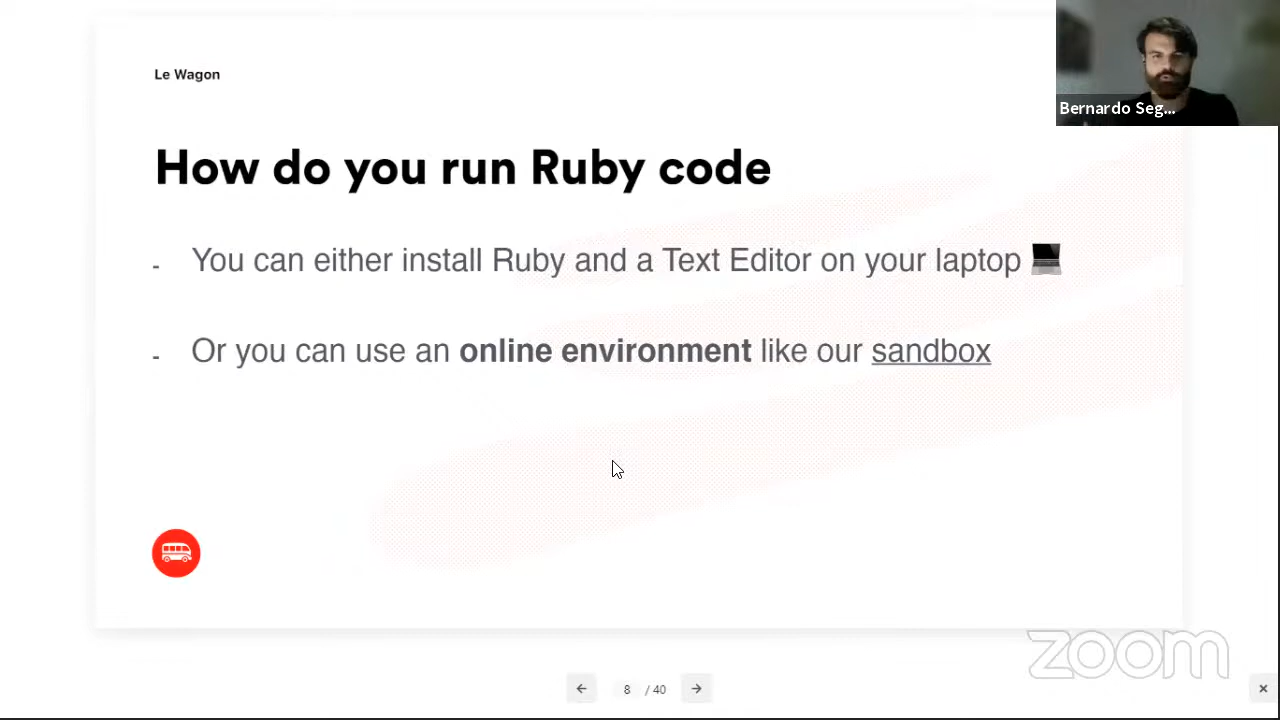 Le Wagon
Bernardo Seg...
How do you run Ruby code
- You can either install Ruby and a Text Editor on your laptop 💻
- Or you can use an online environment like our sandbox
zoom
← 8 / 40 →
×